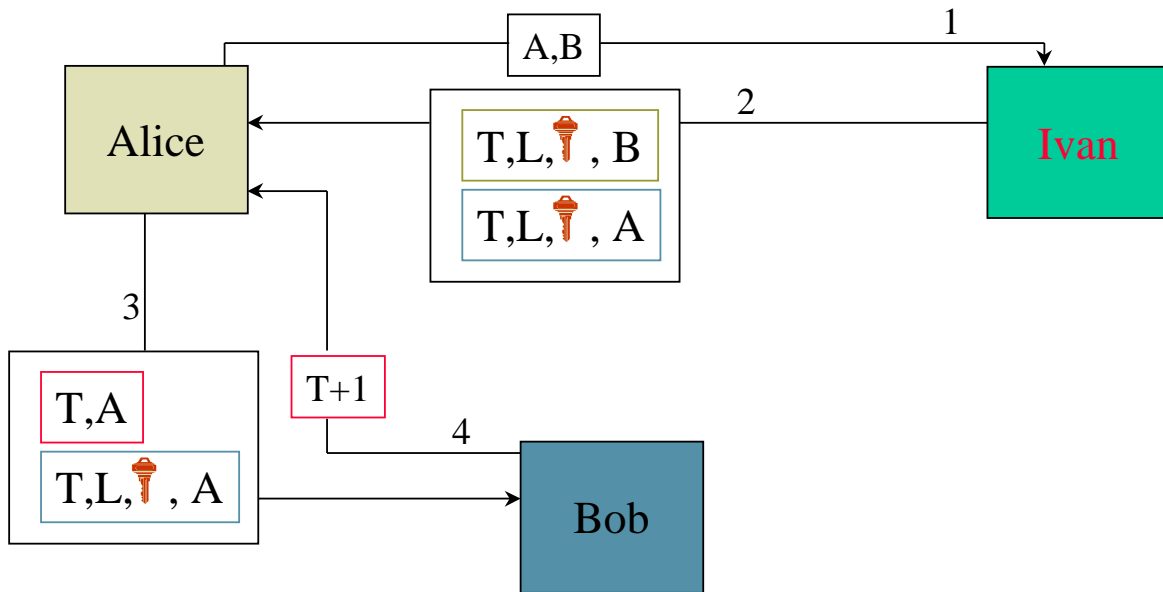 1
A,B
Alice
2
T,L, , B
T,L, , A
Ivan
3
T,A
T,L, , A
T+1
4
Bob